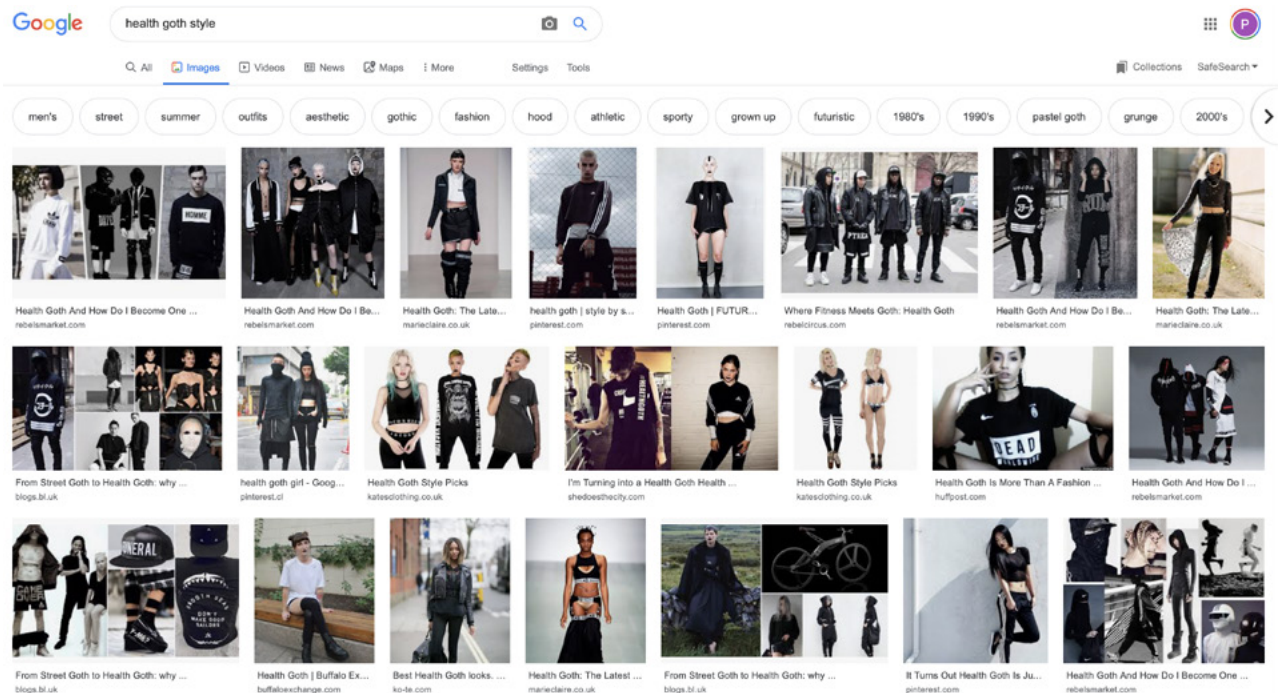 Google
health goth style
P
All
Images
Videos
News
Maps
More
Settings
Tools
Collections
SafeSearch
men's
street
summer
outfits
aesthetic
gothic
fashion
hood
athletic
sporty
grown up
futuristic
1980's
1990's
pastel goth
grunge
2000's
HOMME
PYREX
Health Goth And How Do I Become One ...
rebelsmarket.com
Health Goth And How Do I Be...
rebelsmarket.com
Health Goth: The Late...
marieclaire.co.uk
health goth | style by s...
pinterest.com
Health Goth | FUTUR...
pinterest.com
Where Fitness Meets Goth: Health Goth
rebelcircus.com
Health Goth And How Do I Be...
rebelsmarket.com
Health Goth: The Late...
marieclaire.co.uk
DEAD
WORLDWIDE
From Street Goth to Health Goth: why ...
blogs.bl.uk
health goth girl - Goog...
pinterest.cl
Health Goth Style Picks
katesclothing.co.uk
I'm Turning into a Health Goth Health ...
shedoesthecity.com
Health Goth Style Picks
katesclothing.co.uk
Health Goth Is More Than A Fashion ...
huffpost.com
Health Goth And How Do I ...
rebelsmarket.com
SMOOTH SEAS
DON'T
MAKE GOOD
SAILORS
From Street Goth to Health Goth: why ...
blogs.bl.uk
Health Goth | Buffalo Ex...
buffaloexchange.com
Best Health Goth looks. ...
ko-te.com
Health Goth: The Latest ...
marieclaire.co.uk
From Street Goth to Health Goth: why ...
blogs.bl.uk
It Turns Out Health Goth Is Ju...
pinterest.com
Health Goth And How Do I Become One ...
rebelsmarket.com